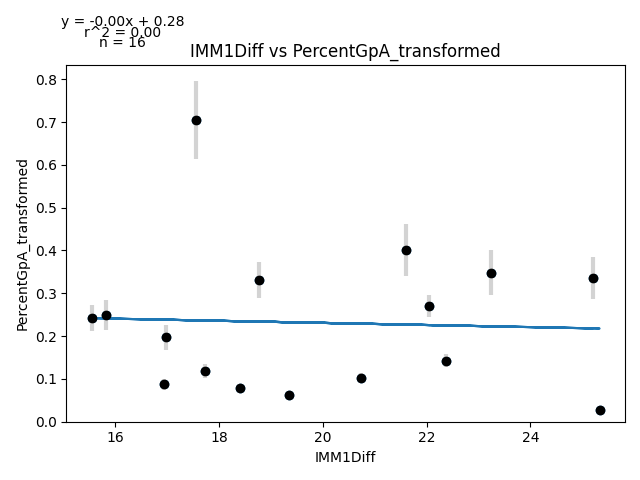 y = -0.00x + 0.28
r^2 = 0.00
n = 16
IMM1Diff vs PercentGpA_transformed
PercentGpA_transformed
0.8
0.7
0.6
0.5
0.4
0.3
0.2
0.1
0.0
16 18 20 22 24
IMM1Diff